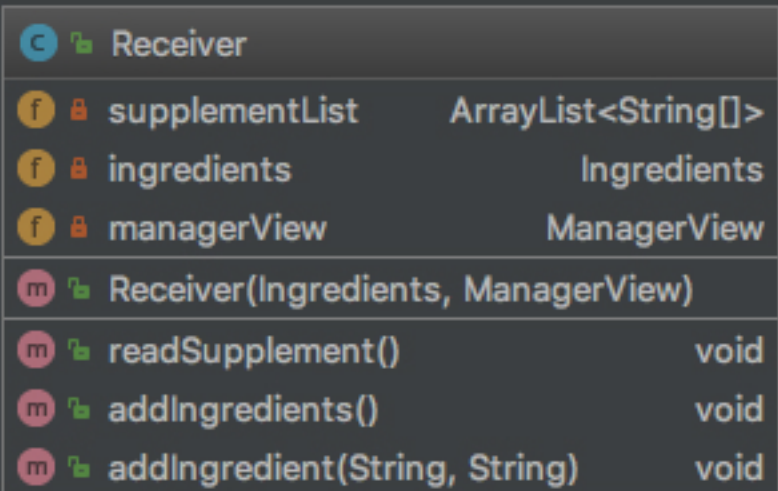 C Receiver
f supplementList ArrayList<String[]>
f ingredients Ingredients
f managerView ManagerView
m Receiver(Ingredients, ManagerView)
m readSupplement() void
m addIngredients() void
m addIngredient(String, String) void